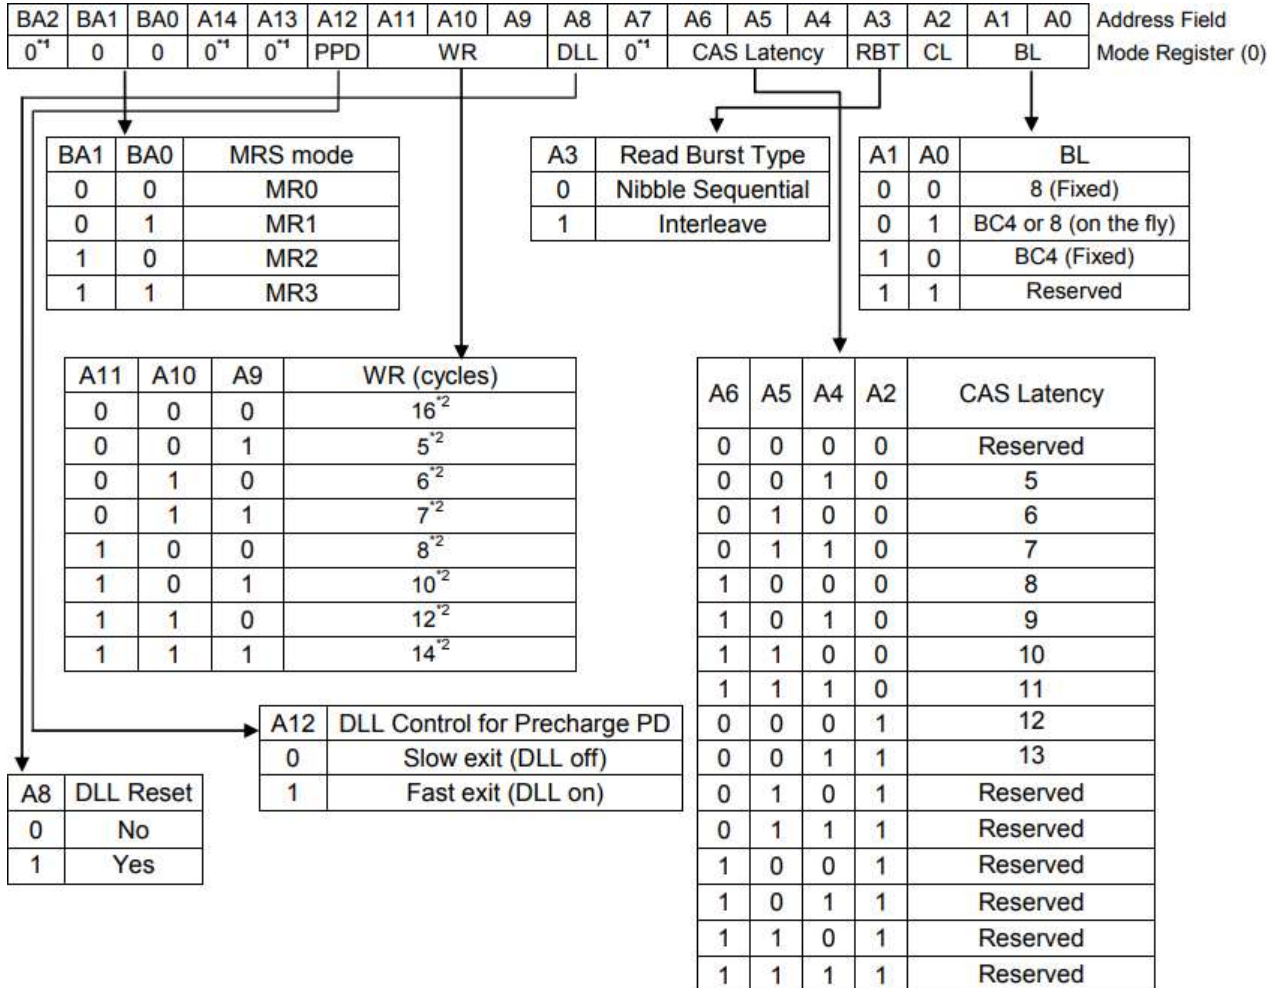 BA2 BA1 BA0 A14 A13 A12 A11 A10 A9 A8 A7 A6 A5 A4 A3 A2 A1 A0 Address Field
0*1 0 0 0*1 0*1 PPD WR DLL 0*1 CAS Latency RBT CL BL Mode Register (0)
BA1 BA0 MRS mode
0 0 MR0
0 1 MR1
1 0 MR2
1 1 MR3
A3 Read Burst Type
0 Nibble Sequential
1 Interleave
A1 A0 BL
0 0 8 (Fixed)
0 1 BC4 or 8 (on the fly)
1 0 BC4 (Fixed)
1 1 Reserved
A11 A10 A9 WR (cycles)
0 0 0 16*2
0 0 1 5*2
0 1 0 6*2
0 1 1 7*2
1 0 0 8*2
1 0 1 10*2
1 1 0 12*2
1 1 1 14*2
A6 A5 A4 A2 CAS Latency
0 0 0 0 Reserved
0 0 1 0 5
0 1 0 0 6
0 1 1 0 7
1 0 0 0 8
1 0 1 0 9
1 1 0 0 10
1 1 1 0 11
0 0 0 1 12
0 0 1 1 13
0 1 0 1 Reserved
0 1 1 1 Reserved
1 0 0 1 Reserved
1 0 1 1 Reserved
1 1 0 1 Reserved
1 1 1 1 Reserved
A12 DLL Control for Precharge PD
0 Slow exit (DLL off)
1 Fast exit (DLL on)
A8 DLL Reset
0 No
1 Yes